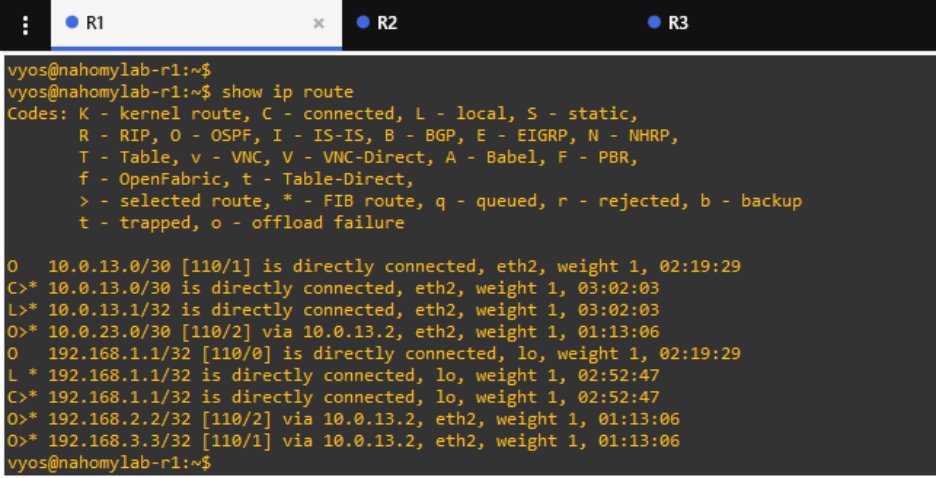 R1 × R2 R3
vyos@nahomylab-r1:~$
vyos@nahomylab-r1:~$ show ip route
Codes: K - kernel route, C - connected, L - local, S - static,
       R - RIP, O - OSPF, I - IS-IS, B - BGP, E - EIGRP, N - NHRP,
       T - Table, v - VNC, V - VNC-Direct, A - Babel, F - PBR,
       f - OpenFabric, t - Table-Direct,
       > - selected route, * - FIB route, q - queued, r - rejected, b - backup
       t - trapped, o - offload failure
O   10.0.13.0/30 [110/1] is directly connected, eth2, weight 1, 02:19:29
C>* 10.0.13.0/30 is directly connected, eth2, weight 1, 03:02:03
L>* 10.0.13.1/32 is directly connected, eth2, weight 1, 03:02:03
O>* 10.0.23.0/30 [110/2] via 10.0.13.2, eth2, weight 1, 01:13:06
O   192.168.1.1/32 [110/0] is directly connected, lo, weight 1, 02:19:29
L * 192.168.1.1/32 is directly connected, lo, weight 1, 02:52:47
C>* 192.168.1.1/32 is directly connected, lo, weight 1, 02:52:47
O>* 192.168.2.2/32 [110/2] via 10.0.13.2, eth2, weight 1, 01:13:06
O>* 192.168.3.3/32 [110/1] via 10.0.13.2, eth2, weight 1, 01:13:06
vyos@nahomylab-r1:~$